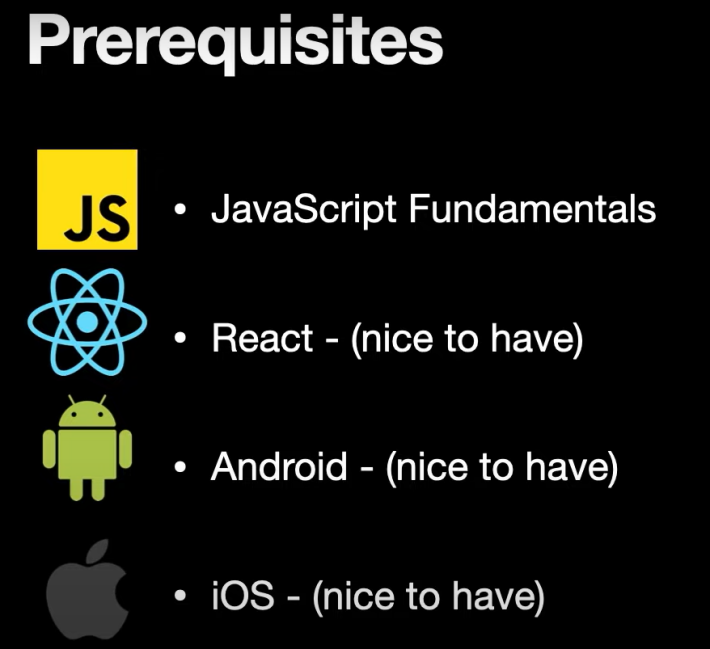 Prerequisites
JS
• JavaScript Fundamentals
• React - (nice to have)
• Android - (nice to have)
• iOS - (nice to have)